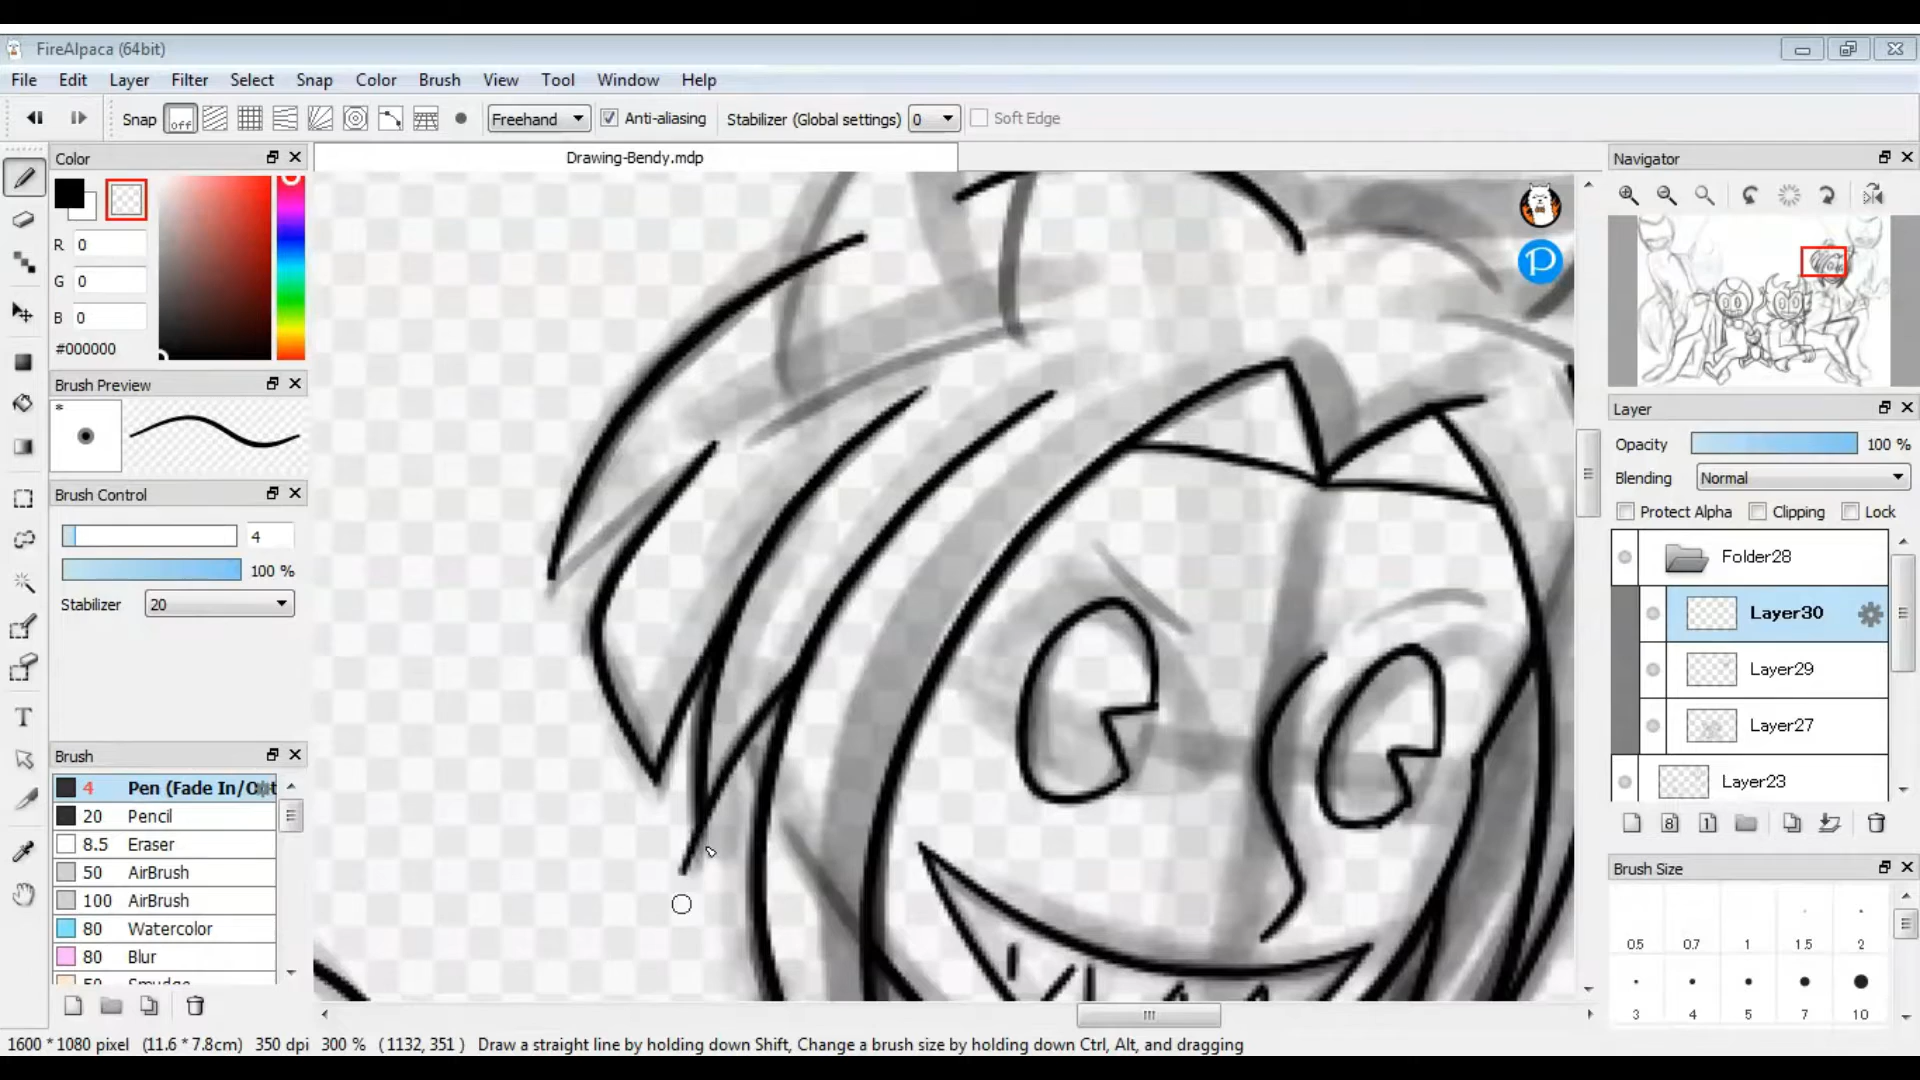 FireAlpaca (64bit)
File Edit Layer Filter Select Snap Color Brush View Tool Window Help
Snap off Freehand Anti-aliasing Stabilizer (Global settings) 0 Soft Edge
Color
Drawing-Bendy.mdp
Navigator
R 0
G 0
B 0
#000000
Brush Preview
*
Brush Control
4
100 %
Stabilizer 20
Layer
Opacity 100 %
Blending Normal
Protect Alpha Clipping Lock
Folder28
Layer30
Layer29
Layer27
Layer23
8 1
Brush
4 Pen (Fade In/Out
20 Pencil
8.5 Eraser
50 AirBrush
100 AirBrush
80 Watercolor
80 Blur
50 Smudge
Brush Size
0.5 0.7 1 1.5 2
3 4 5 7 10
P
1600 * 1080 pixel (11.6 * 7.8cm) 350 dpi 300 % ( 1132, 351 ) Draw a straight line by holding down Shift, Change a brush size by holding down Ctrl, Alt, and dragging